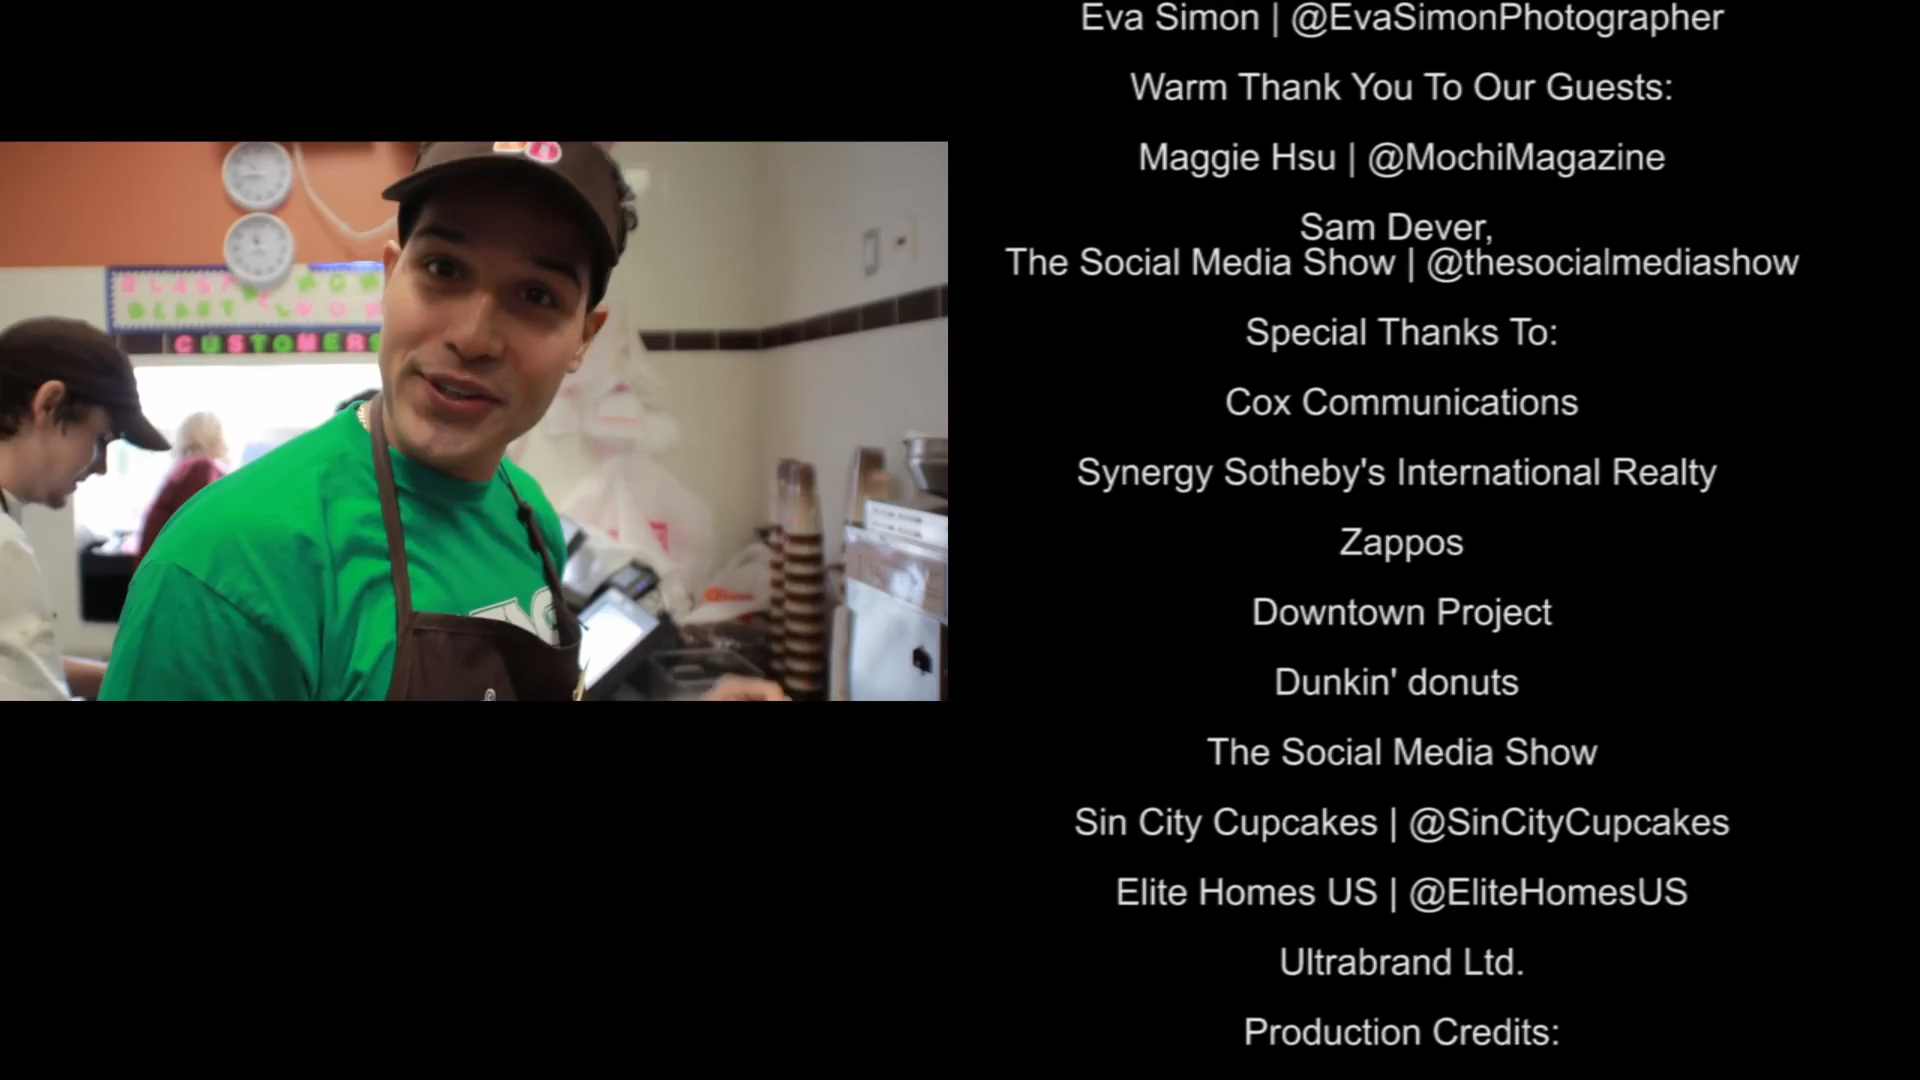 Eva Simon | @EvaSimonPhotographer
Warm Thank You To Our Guests:
Maggie Hsu | @MochiMagazine
Sam Dever,
The Social Media Show | @thesocialmediashow
Special Thanks To:
Cox Communications
Synergy Sotheby's International Realty
Zappos
Downtown Project
Dunkin' donuts
The Social Media Show
Sin City Cupcakes | @SinCityCupcakes
Elite Homes US | @EliteHomesUS
Ultrabrand Ltd.
Production Credits:
CUSTOMERS